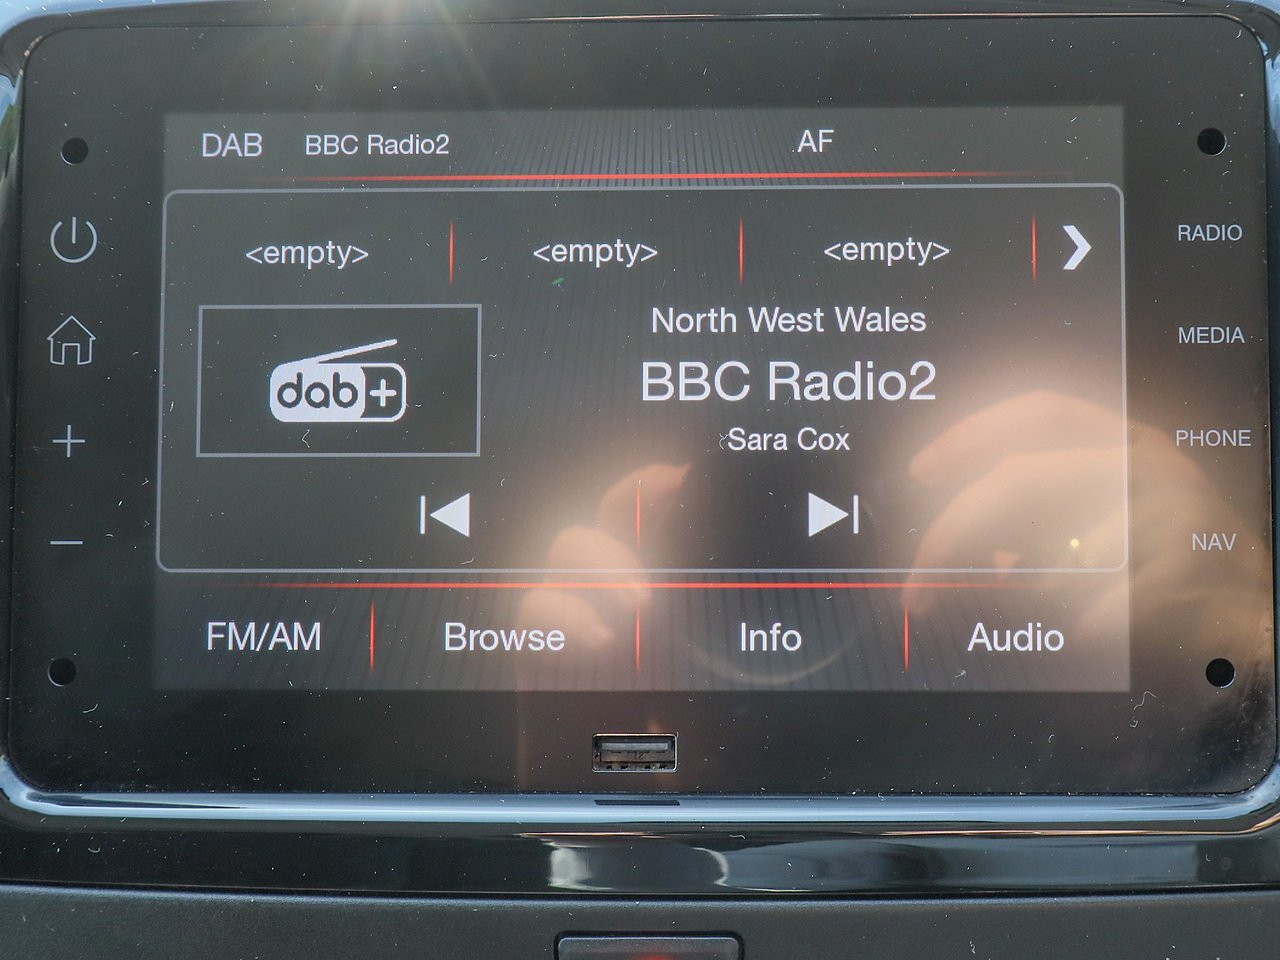 DAB BBC Radio2 AF
<empty> <empty> <empty>
RADIO
North West Wales
dab+
BBC Radio2
Sara Cox
MEDIA
PHONE
NAV
FM/AM Browse Info Audio